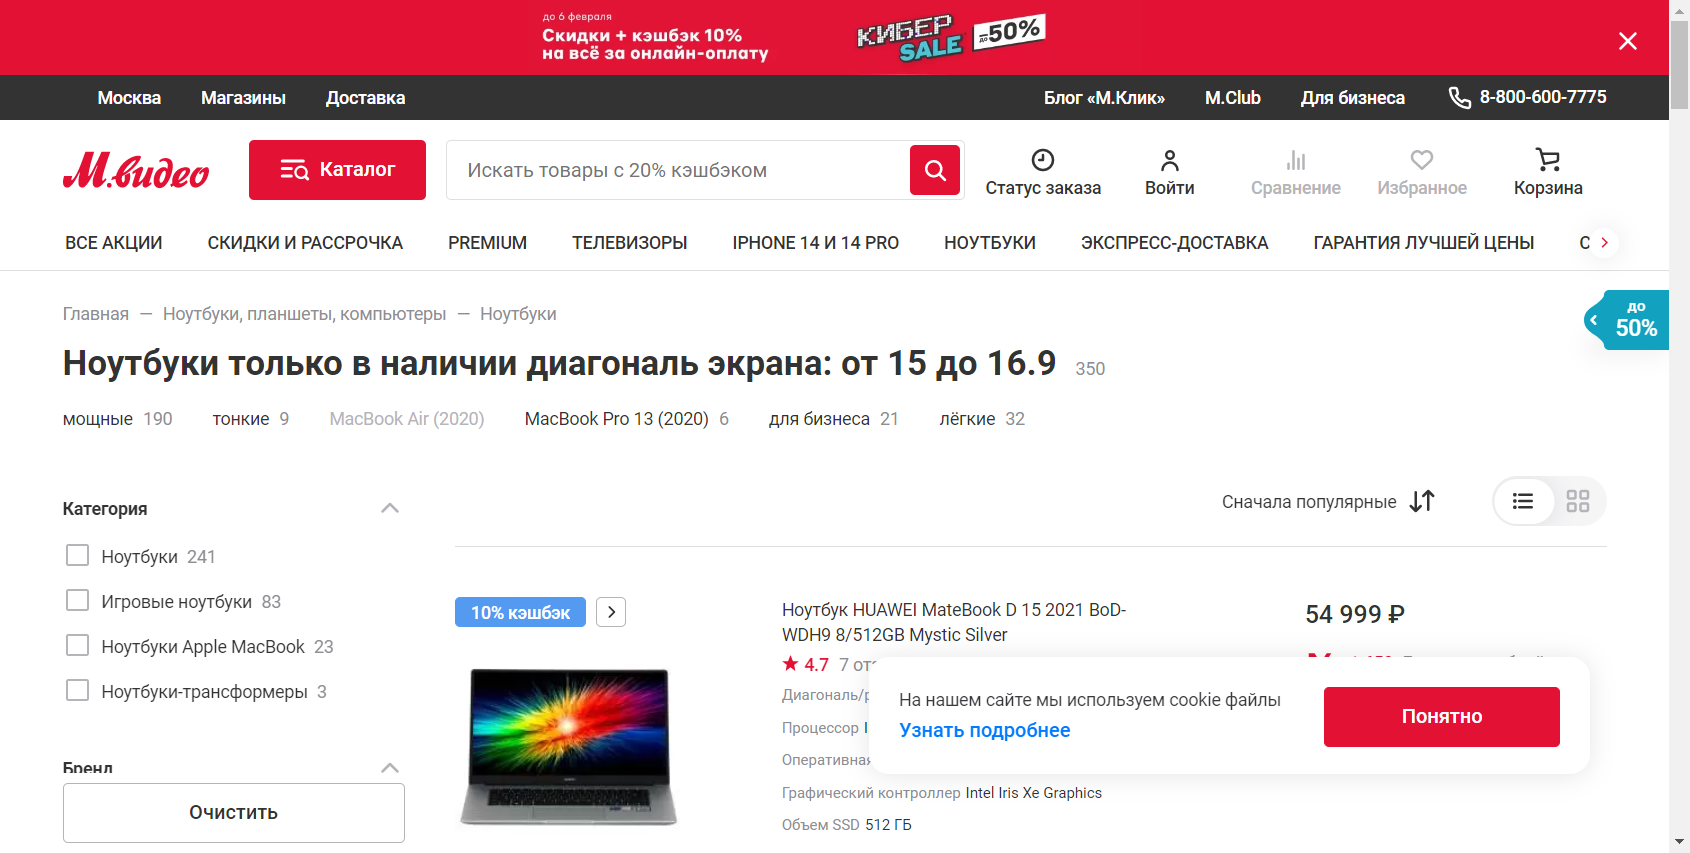 до 6 февраля
Скидки + кэшбэк 10%
на всё за онлайн-оплату
КИБЕР
SALE
до -50%
Москва Магазины Доставка Блог «М.Клик» M.Club Для бизнеса 8-800-600-7775
М.видео
Каталог
Искать товары с 20% кэшбэком
Статус заказа Войти Сравнение Избранное Корзина
ВСЕ АКЦИИ СКИДКИ И РАССРОЧКА PREMIUM ТЕЛЕВИЗОРЫ IPHONE 14 И 14 PRO НОУТБУКИ ЭКСПРЕСС-ДОСТАВКА ГАРАНТИЯ ЛУЧШЕЙ ЦЕНЫ С
Главная — Ноутбуки, планшеты, компьютеры — Ноутбуки
до
50%
Ноутбуки только в наличии диагональ экрана: от 15 до 16.9 350
мощные 190 тонкие 9 MacBook Air (2020) MacBook Pro 13 (2020) 6 для бизнеса 21 лёгкие 32
Сначала популярные
Категория
Ноутбуки 241
Игровые ноутбуки 83
Ноутбуки Apple MacBook 23
Ноутбуки-трансформеры 3
Бренд
Очистить
10% кэшбэк
Ноутбук HUAWEI MateBook D 15 2021 BoD-
WDH9 8/512GB Mystic Silver
4.7 7
Процессор
Графический контроллер Intel Iris Xe Graphics
Объем SSD 512 ГБ
54 999 ₽
На нашем сайте мы используем cookie файлы
Узнать подробнее
Понятно